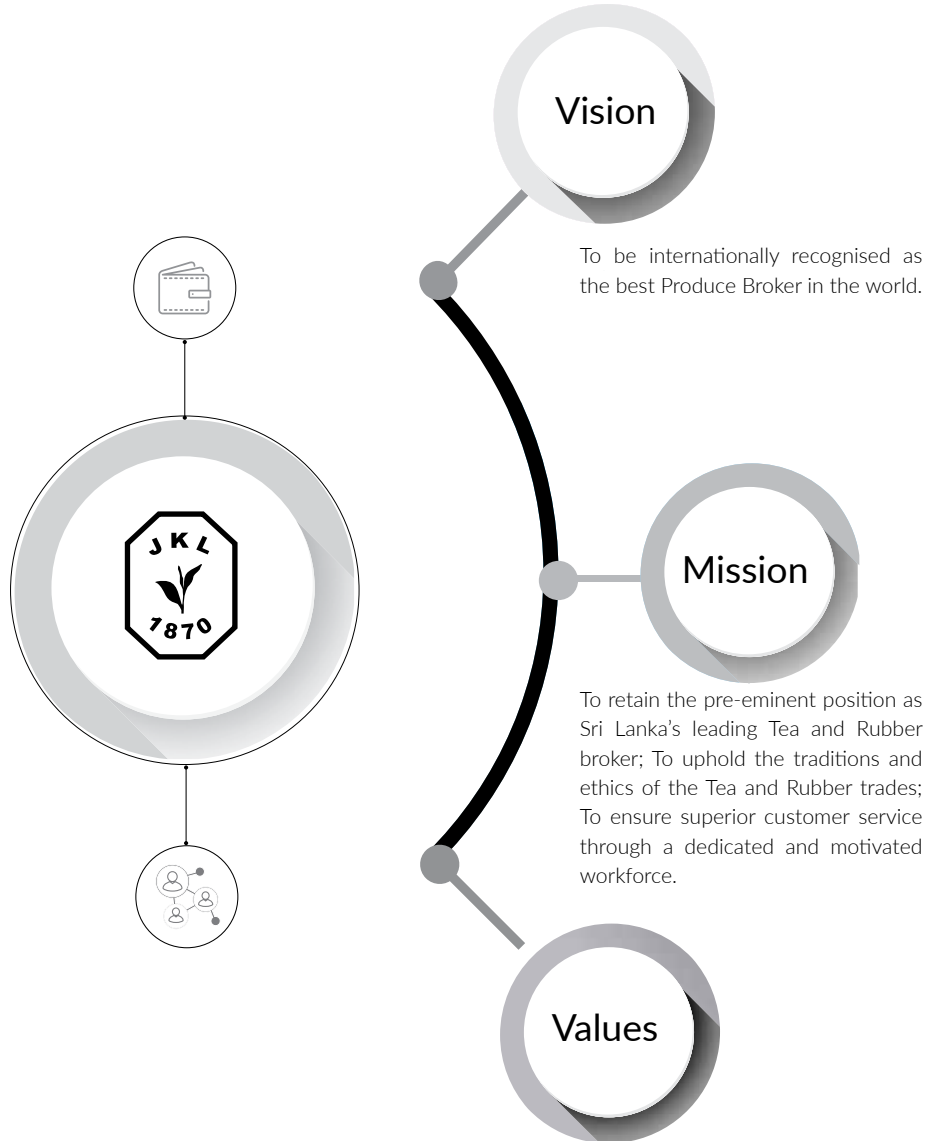 Vision
To be internationally recognised as
the best Produce Broker in the world.
JKL
1870
Mission
To retain the pre-eminent position as
Sri Lanka’s leading Tea and Rubber
broker; To uphold the traditions and
ethics of the Tea and Rubber trades;
To ensure superior customer service
through a dedicated and motivated
workforce.
Values